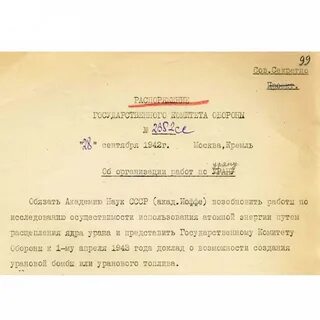 99
Сов.Секретно
Проект.
РАСПОРЯЖЕНИЕ
ГОСУДАРСТВЕННОГО КОМИТЕТА ОБОРОНЫ
№ 2352сс
"28" сентября 1942г. Москва, Кремль
урану
Об организации работ по УРАНУ
Обязать Академию Наук СССР (акад.Иоффе) возобновить работы по
исследованию осуществимости использования атомной энергии путем
расщепления ядра урана и представить Государственному Комитету
Обороны к 1-му апреля 1943 года доклад о возможности создания
урановой бомбы или уранового топлива.